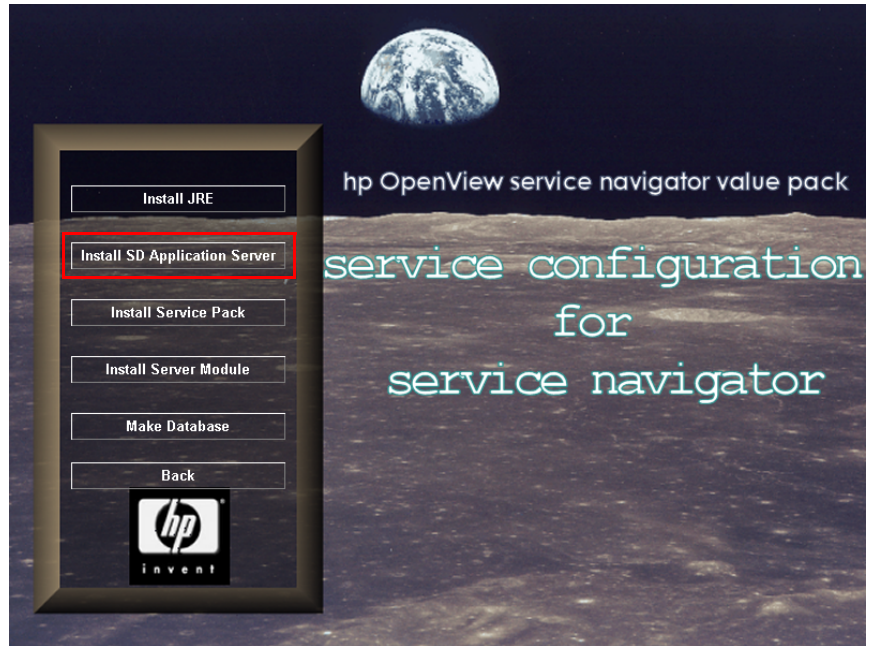 hp OpenView service navigator value pack
service configuration
for
service navigator
Install JRE
Install SD Application Server
Install Service Pack
Install Server Module
Make Database
Back
hp
invent